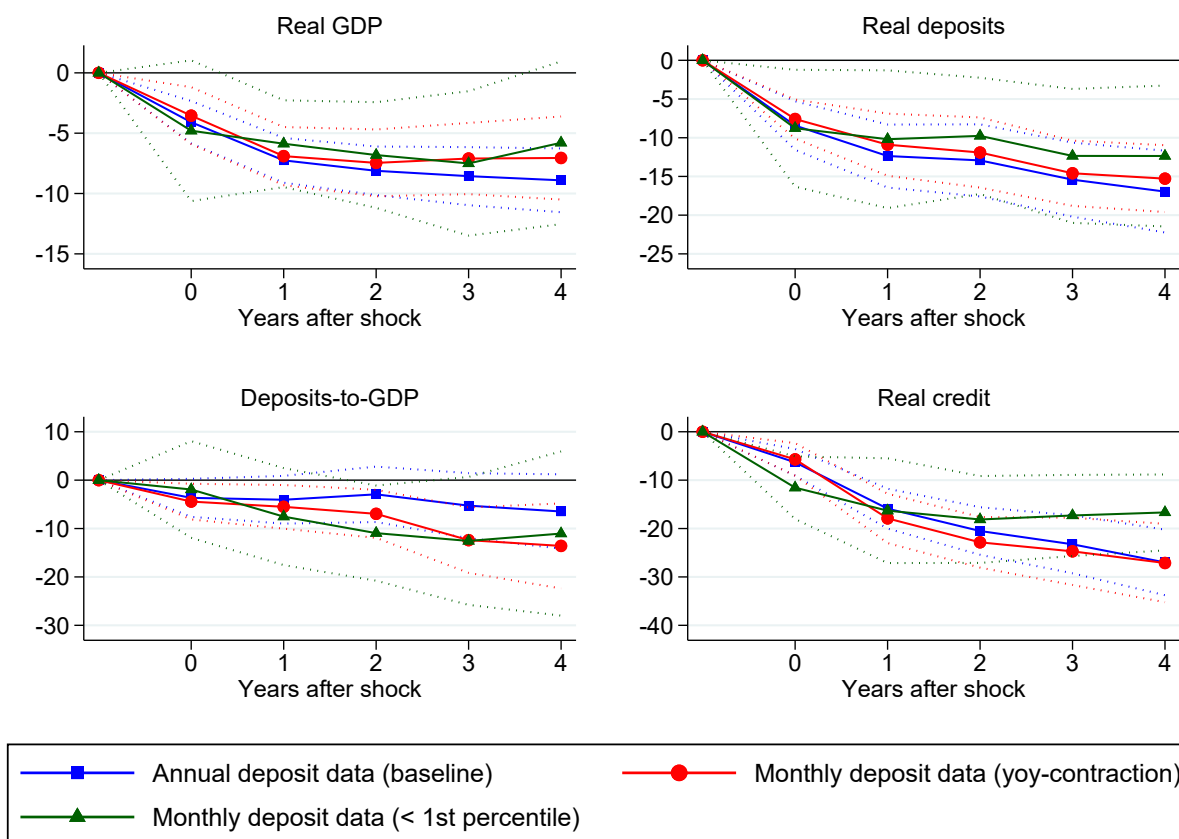 Real GDP
0
-5
-10
-15
0 1 2 3 4
Years after shock
Real deposits
0
-5
-10
-15
-20
-25
0 1 2 3 4
Years after shock
Deposits-to-GDP
10
0
-10
-20
-30
0 1 2 3 4
Years after shock
Real credit
0
-10
-20
-30
-40
0 1 2 3 4
Years after shock
Annual deposit data (baseline)
Monthly deposit data (yoy-contraction)
Monthly deposit data (< 1st percentile)